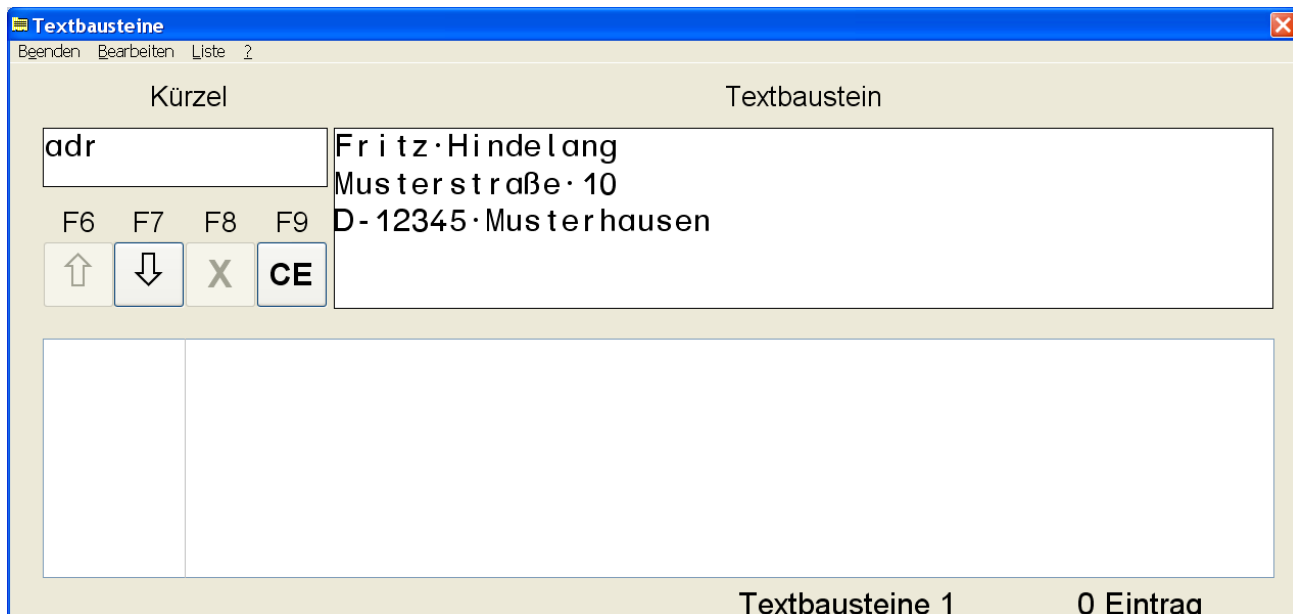 Textbausteine
Beenden Bearbeiten Liste ?
Kürzel Textbaustein
adr
Fritz·Hindelang
Musterstraße·10
D-12345·Musterhausen
F6 F7 F8 F9
X CE
Textbausteine 1 0 Eintrag